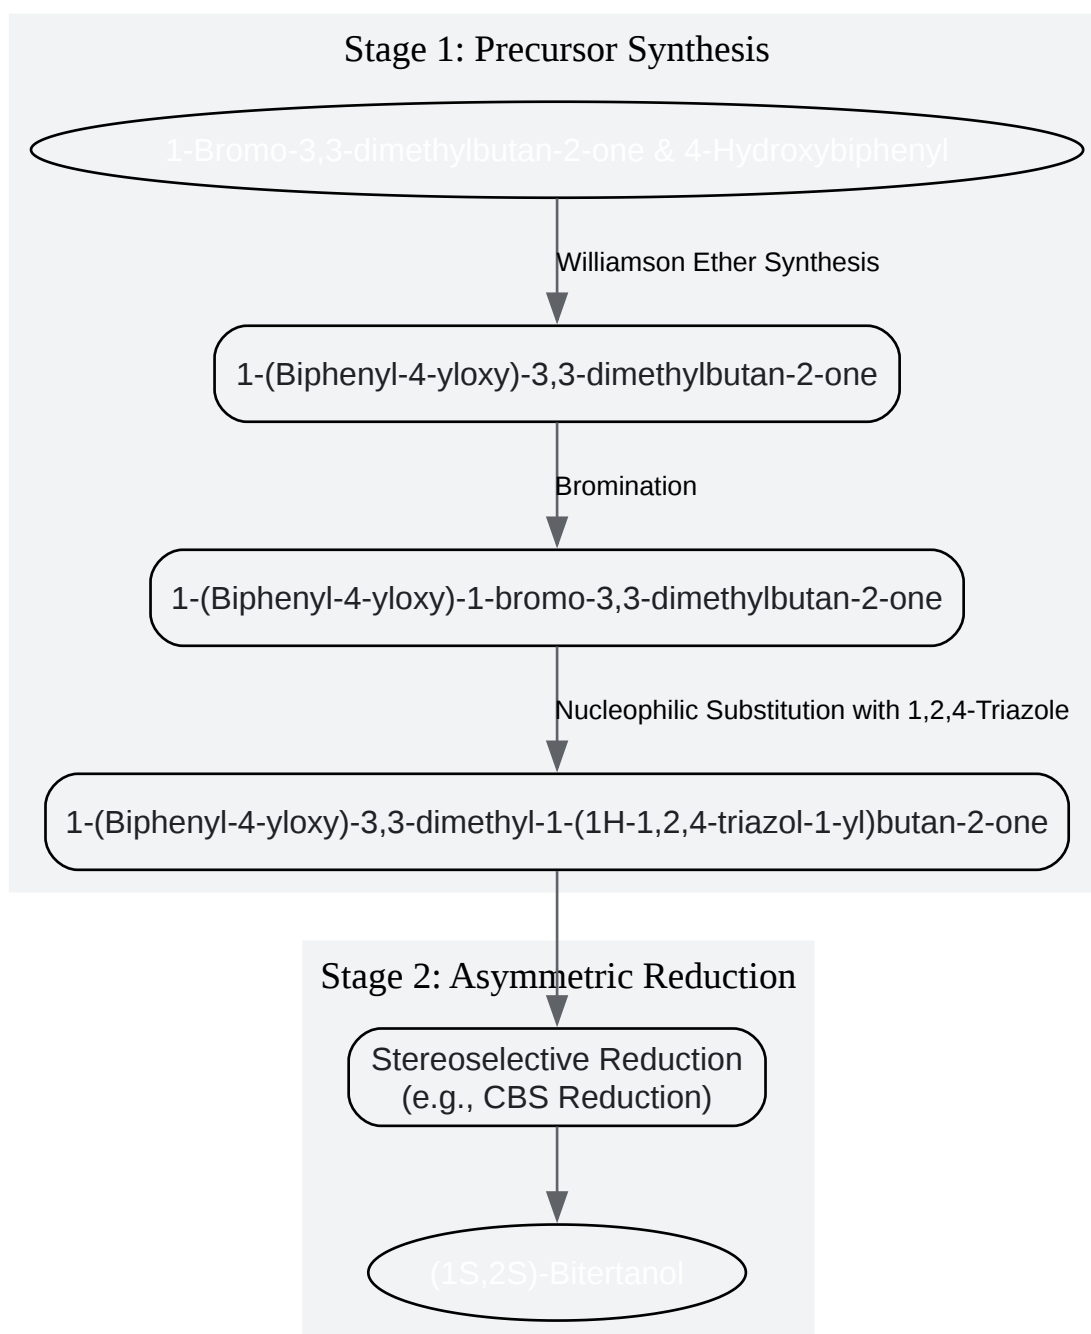 Stage 1: Precursor Synthesis
1-Bromo-3,3-dimethylbutan-2-one & 4-Hydroxybiphenyl
Williamson Ether Synthesis
1-(Biphenyl-4-yloxy)-3,3-dimethylbutan-2-one
Bromination
1-(Biphenyl-4-yloxy)-1-bromo-3,3-dimethylbutan-2-one
Nucleophilic Substitution with 1,2,4-Triazole
1-(Biphenyl-4-yloxy)-3,3-dimethyl-1-(1H-1,2,4-triazol-1-yl)butan-2-one
Stage 2: Asymmetric Reduction
Stereoselective Reduction
(e.g., CBS Reduction)
(1S,2S)-Bitertanol